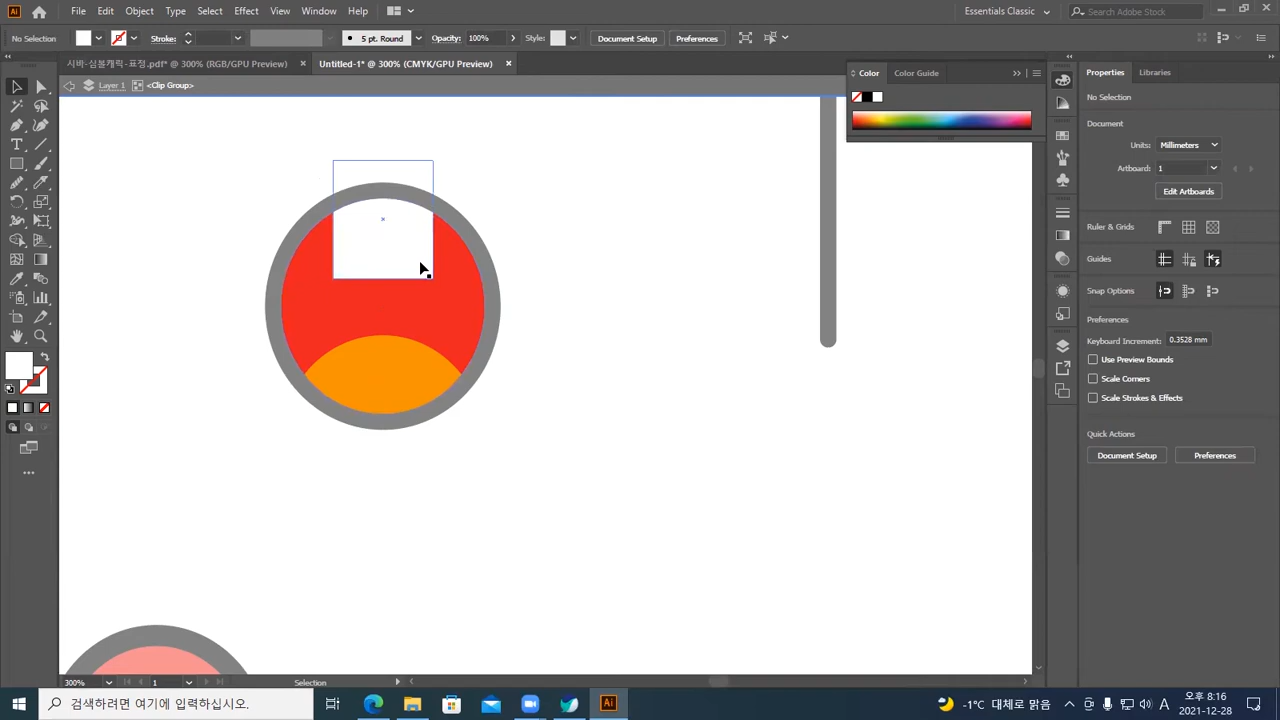 Ai File Edit Object Type Select Effect View Window Help Essentials Classic Search Adobe Stock
No Selection Stroke: 5 pt. Round Opacity: 100% Style: Document Setup Preferences
시바-삼봉캐릭-표정.pdf* @ 300% (RGB/GPU Preview) × Untitled-1* @ 300% (CMYK/GPU Preview) ×
Layer 1 <Clip Group>
Color Color Guide
Properties Libraries
No Selection
Document
Units: Millimeters
Artboard: 1
Edit Artboards
Ruler & Grids
Guides
Snap Options
Preferences
Keyboard Increment: 0.3528 mm
Use Preview Bounds
Scale Corners
Scale Strokes & Effects
Quick Actions
Document Setup Preferences
300% 1 Selection
검색하려면 여기에 입력하십시오. Ai -1°C 대체로 맑음 A 오후 8:16
2021-12-28